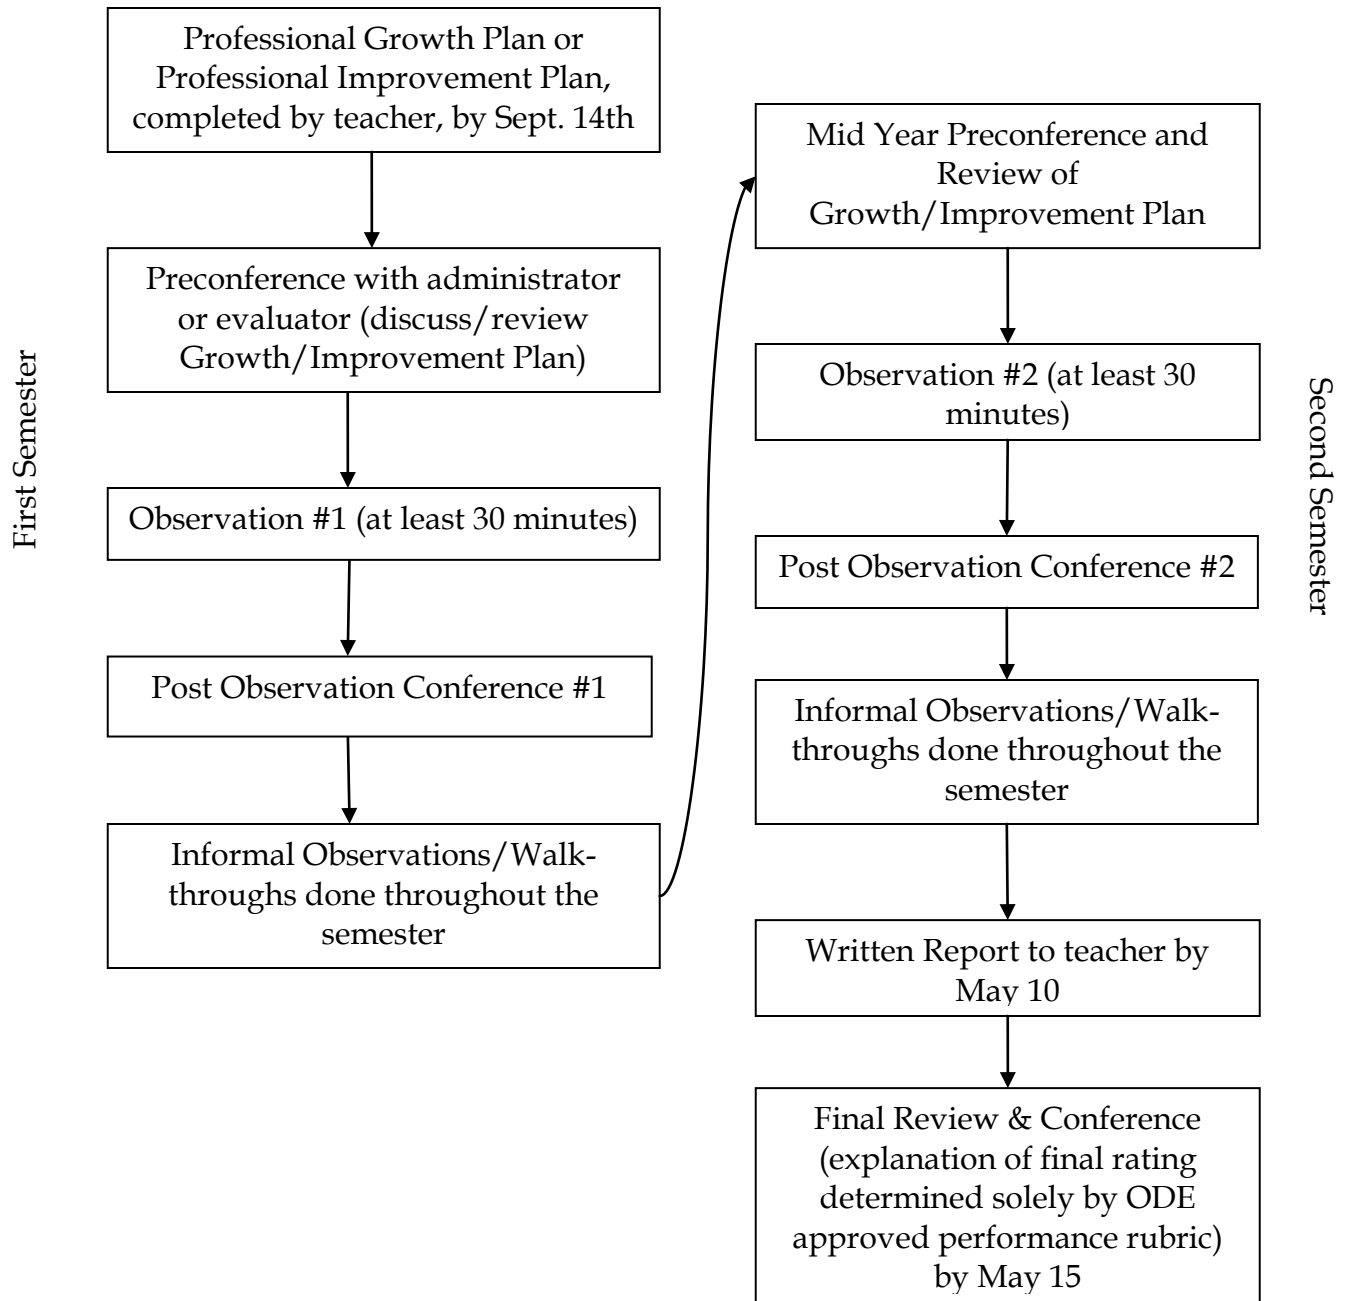 First Semester
Professional Growth Plan or
Professional Improvement Plan,
completed by teacher, by Sept. 14th
Preconference with administrator
or evaluator (discuss/review
Growth/Improvement Plan)
Observation #1 (at least 30 minutes)
Post Observation Conference #1
Informal Observations/Walk-
throughs done throughout the
semester
Mid Year Preconference and
Review of
Growth/Improvement Plan
Observation #2 (at least 30
minutes)
Post Observation Conference #2
Informal Observations/Walk-
throughs done throughout the
semester
Written Report to teacher by
May 10
Final Review & Conference
(explanation of final rating
determined solely by ODE
approved performance rubric)
by May 15
Second Semester